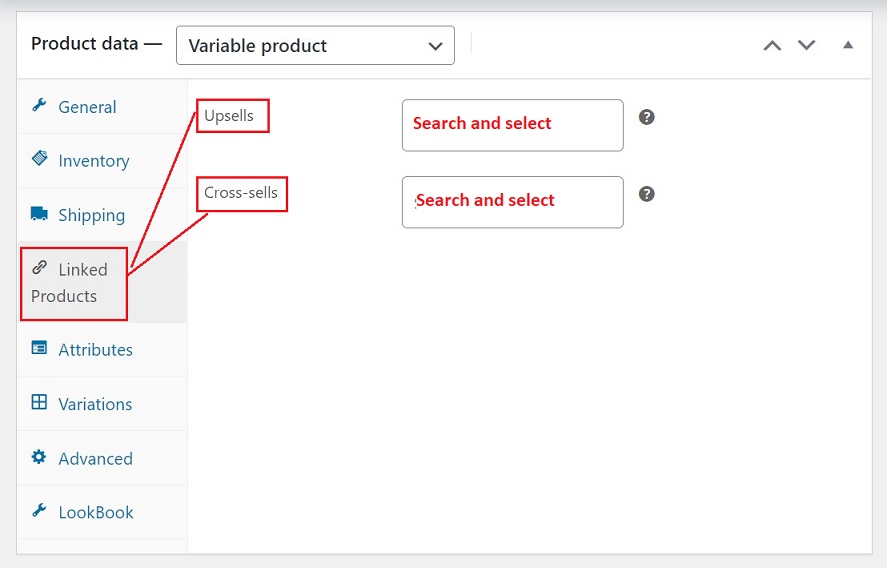 Product data — Variable product
General
Inventory
Shipping
Linked
Products
Attributes
Variations
Advanced
LookBook
Upsells Search and select ?
Cross-sells Search and select ?